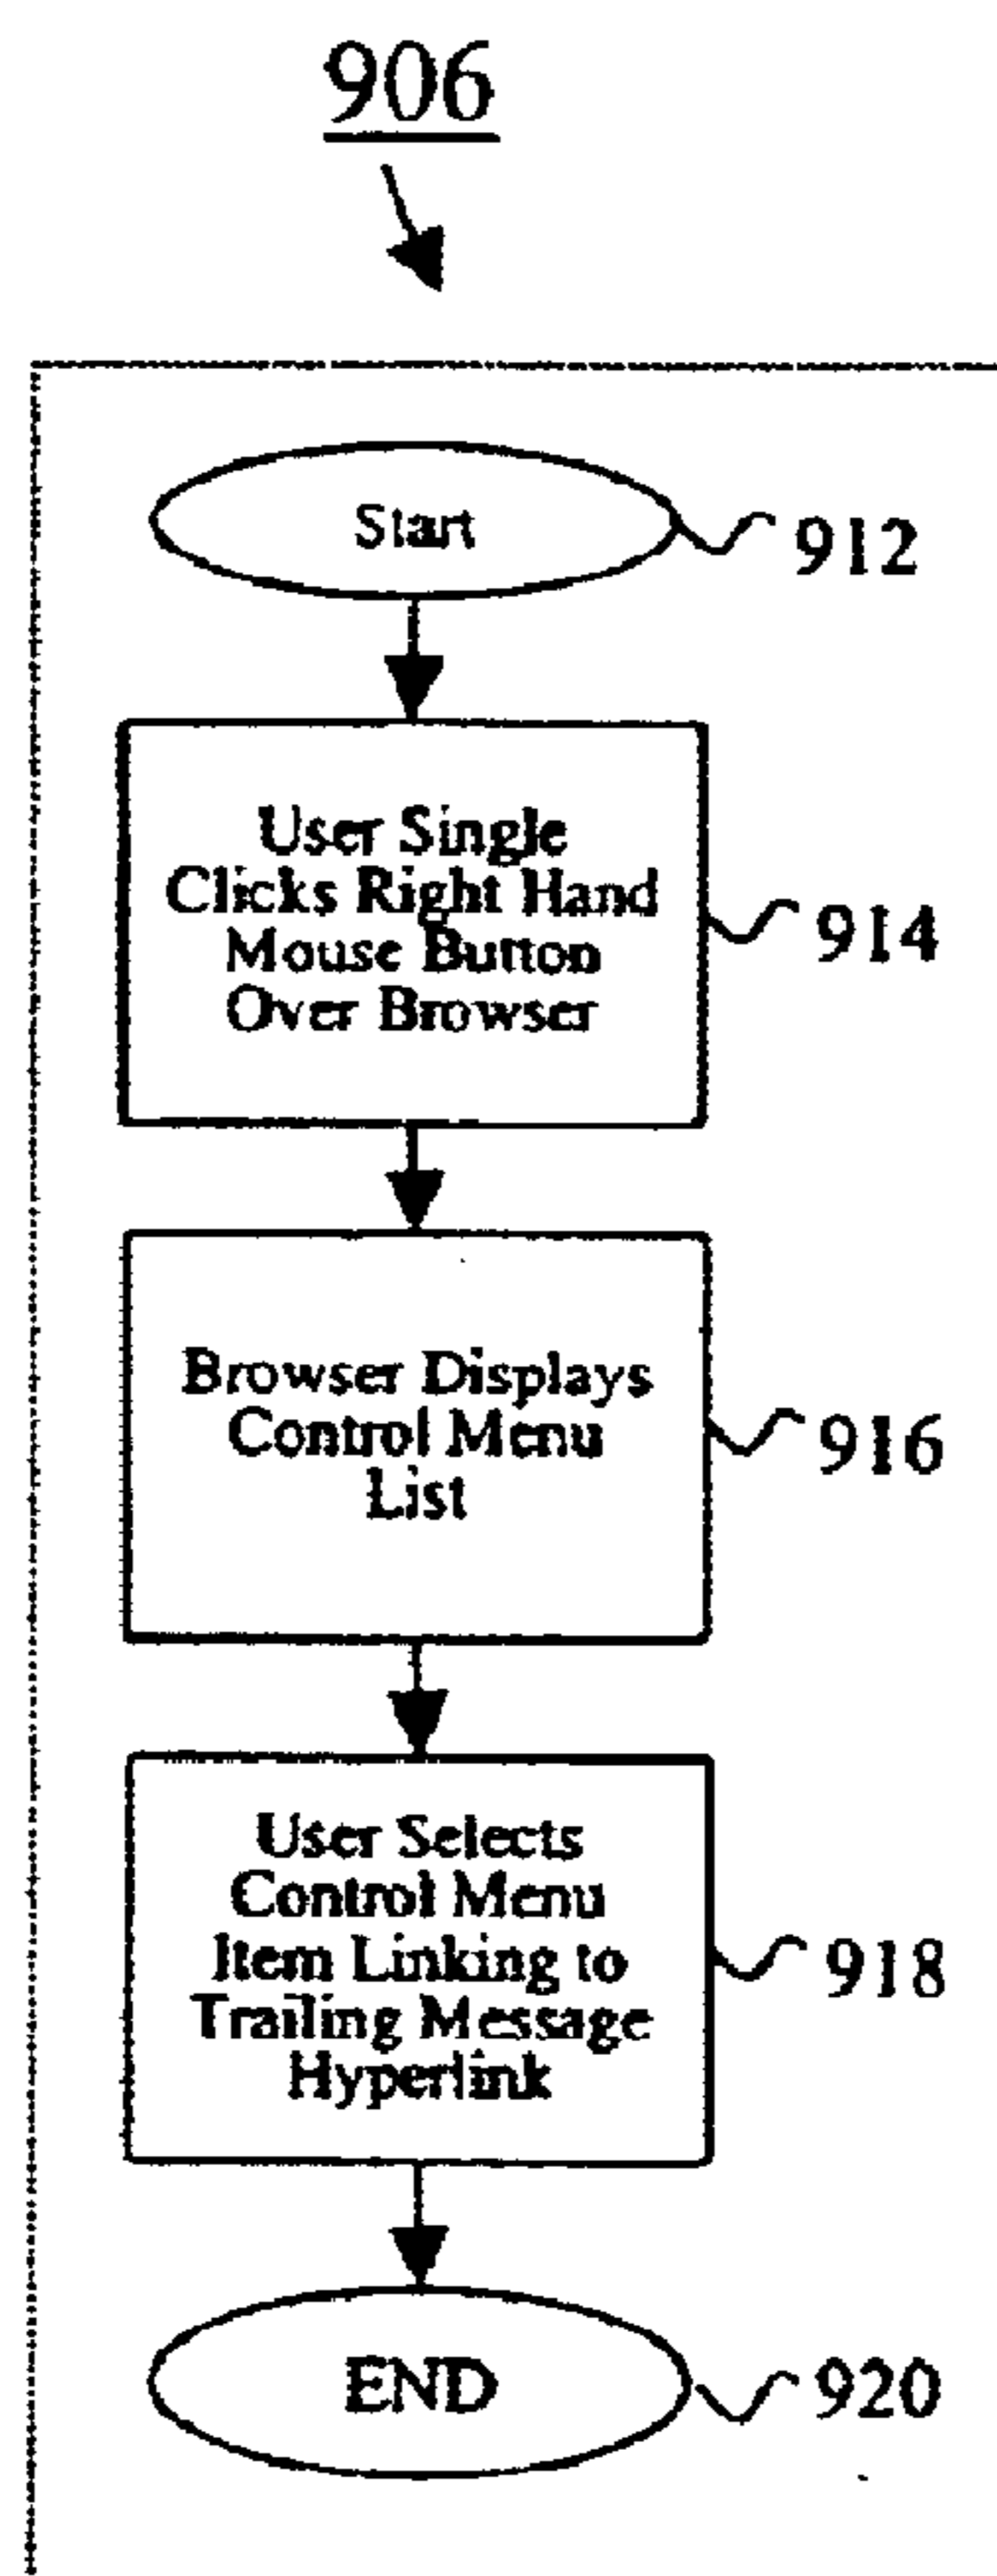 906
Start
912
User Single
Clicks Right Hand
Mouse Button
Over Browser
914
Browser Displays
Control Menu
List
916
User Selects
Control Menu
Item Linking to
Trailing Message
Hyperlink
918
END
920